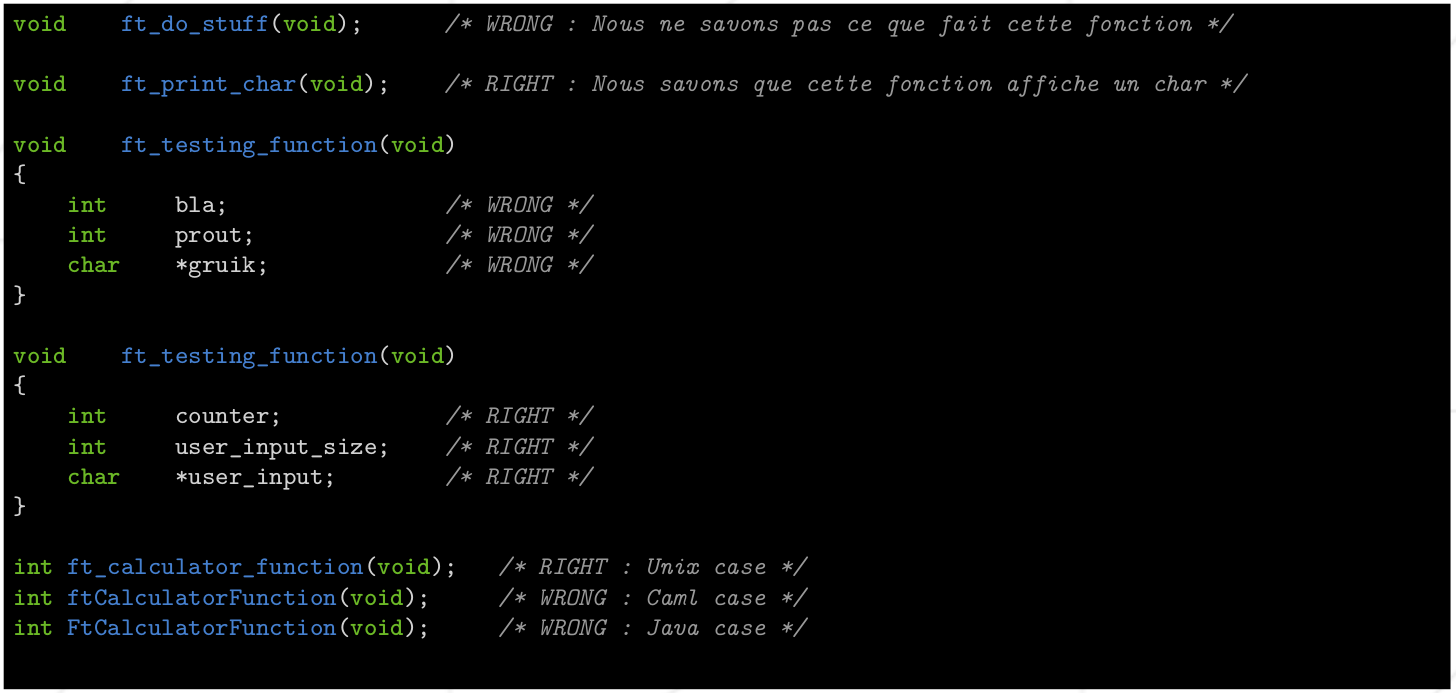 void    ft_do_stuff(void);      /* WRONG : Nous ne savons pas ce que fait cette fonction */
void    ft_print_char(void);    /* RIGHT : Nous savons que cette fonction affiche un char */
void    ft_testing_function(void)
{
    int     bla;                /* WRONG */
    int     prout;              /* WRONG */
    char    *gruik;             /* WRONG */
}
void    ft_testing_function(void)
{
    int     counter;            /* RIGHT */
    int     user_input_size;    /* RIGHT */
    char    *user_input;        /* RIGHT */
}
int ft_calculator_function(void);   /* RIGHT : Unix case */
int ftCalculatorFunction(void);     /* WRONG : Caml case */
int FtCalculatorFunction(void);     /* WRONG : Java case */